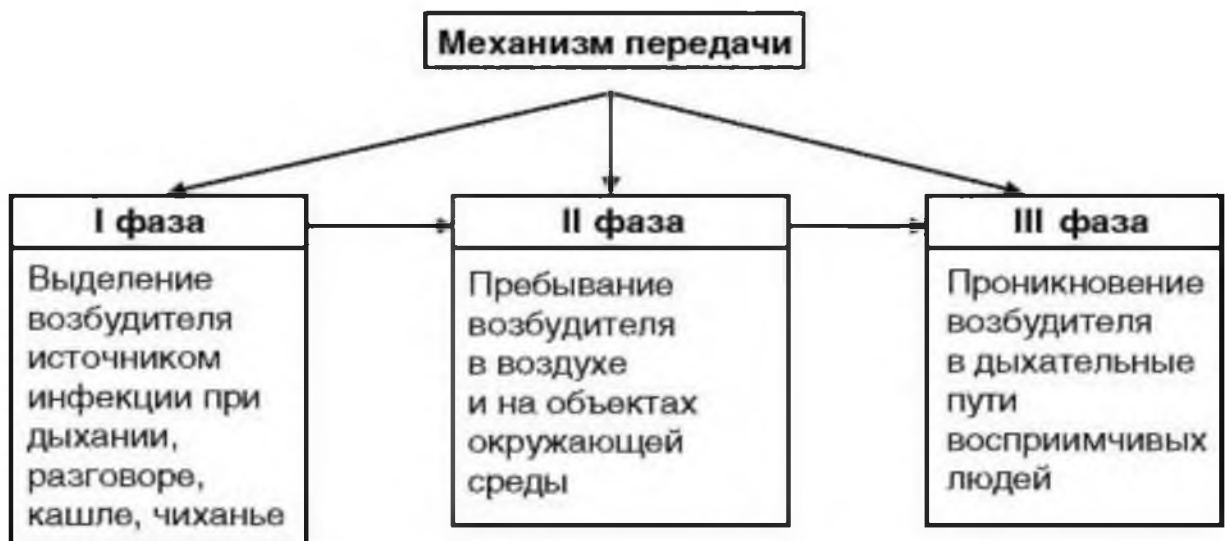 Механизм передачи
I фаза
Выделение
возбудителя
источником
инфекции при
дыхании,
разговоре,
кашле, чиханье
II фаза
Пребывание
возбудителя
в воздухе
и на объектах
окружающей
среды
III фаза
Проникновение
возбудителя
в дыхательные
пути
восприимчивых
людей